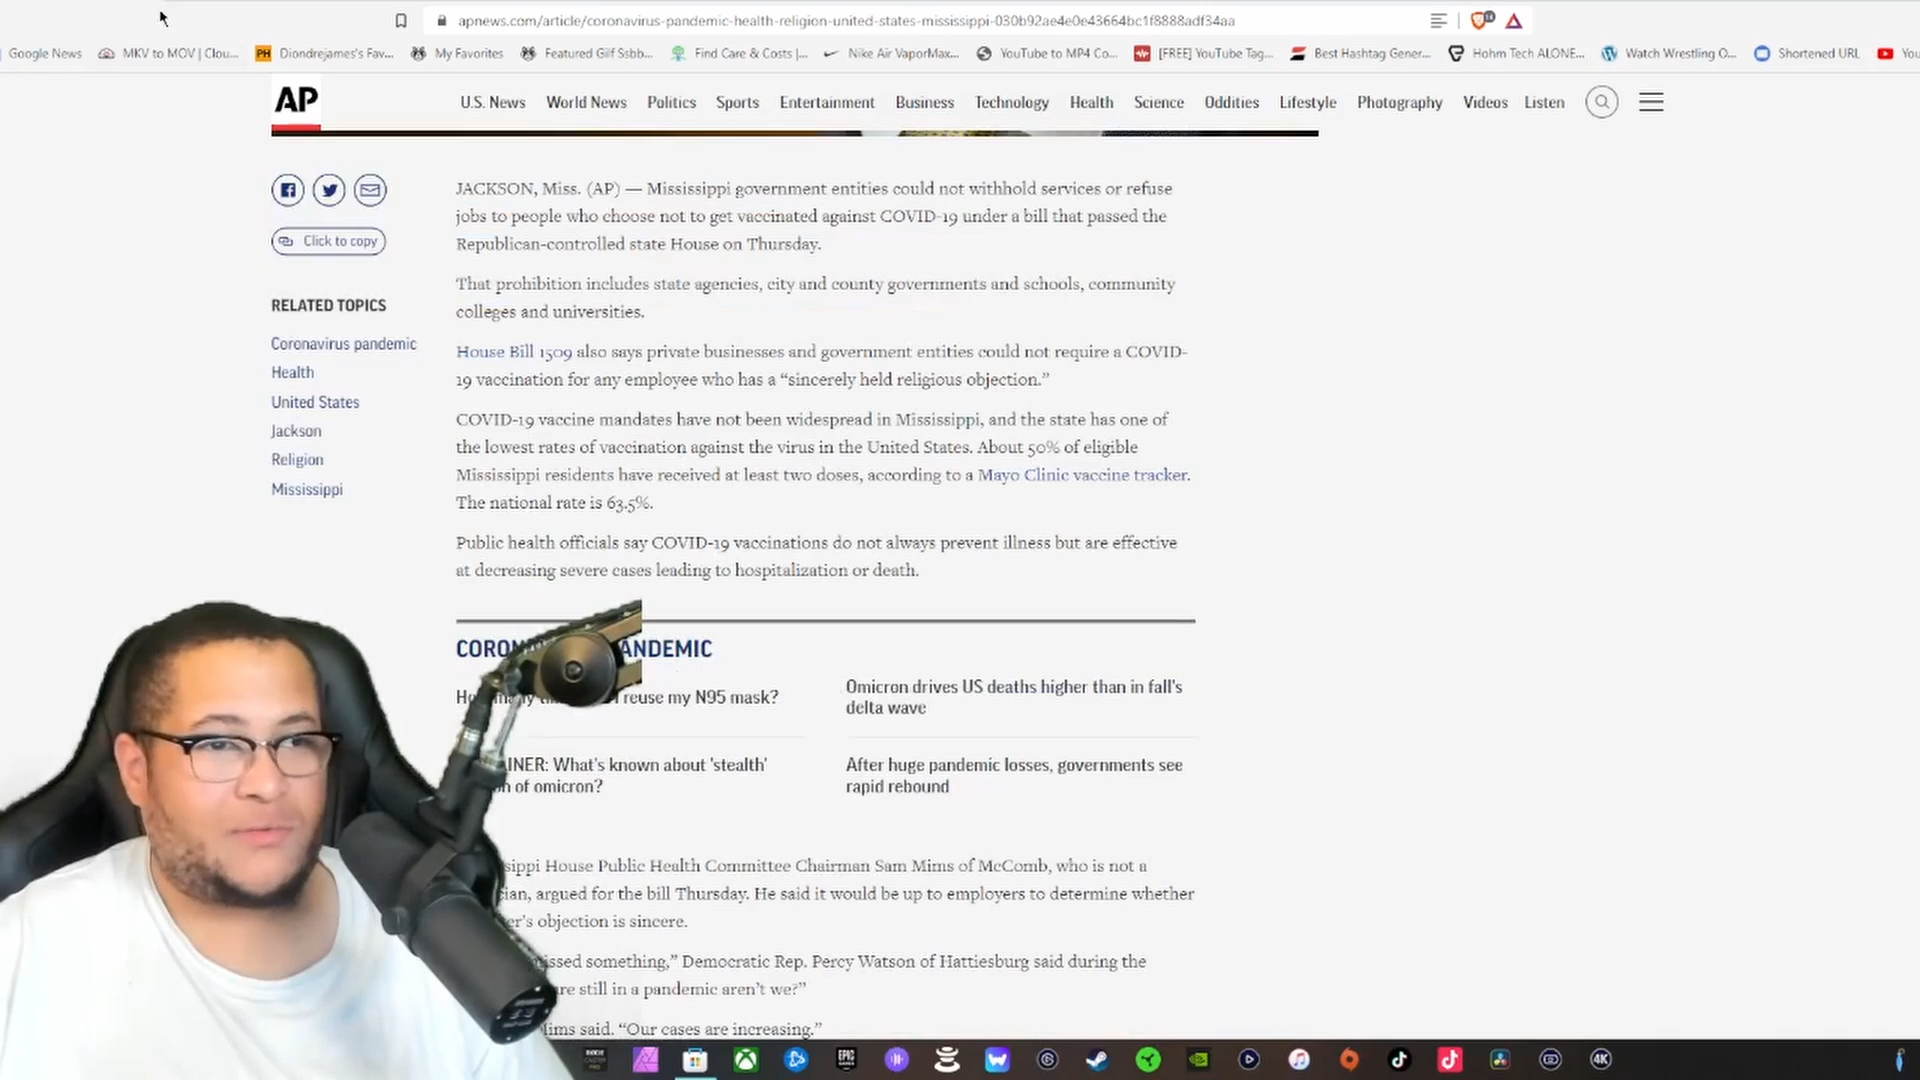 apnews.com/article/coronavirus-pandemic-health-religion-united-states-mississippi-030b92ae4e0e43664bc1f8888adf34aa
Google News
MKV to MOV | Clou...
PH
Diondrejames's Fav...
My Favorites
Featured Gilf Ssbb...
Find Care & Costs |...
Nike Air VaporMax...
YouTube to MP4 Co...
[FREE] YouTube Tag...
Best Hashtag Gener...
Hohm Tech ALONE...
Watch Wrestling O...
Shortened URL
You
AP
U.S. News
World News
Politics
Sports
Entertainment
Business
Technology
Health
Science
Oddities
Lifestyle
Photography
Videos
Listen
Click to copy
RELATED TOPICS
Coronavirus pandemic
Health
United States
Jackson
Religion
Mississippi
JACKSON, Miss. (AP) — Mississippi government entities could not withhold services or refuse
jobs to people who choose not to get vaccinated against COVID-19 under a bill that passed the
Republican-controlled state House on Thursday.
That prohibition includes state agencies, city and county governments and schools, community
colleges and universities.
House Bill 1509 also says private businesses and government entities could not require a COVID-
19 vaccination for any employee who has a “sincerely held religious objection.”
COVID-19 vaccine mandates have not been widespread in Mississippi, and the state has one of
the lowest rates of vaccination against the virus in the United States. About 50% of eligible
Mississippi residents have received at least two doses, according to a Mayo Clinic vaccine tracker.
The national rate is 63.5%.
Public health officials say COVID-19 vaccinations do not always prevent illness but are effective
at decreasing severe cases leading to hospitalization or death.
CORON ANDEMIC
reuse my N95 mask?
Omicron drives US deaths higher than in fall's
delta wave
INER: What's known about 'stealth'
of omicron?
After huge pandemic losses, governments see
rapid rebound
sippi House Public Health Committee Chairman Sam Mims of McComb, who is not a
cian, argued for the bill Thursday. He said it would be up to employers to determine whether
er's objection is sincere.
issed something,” Democratic Rep. Percy Watson of Hattiesburg said during the
are still in a pandemic aren't we?”
ims said. “Our cases are increasing.”
EPIC
4K